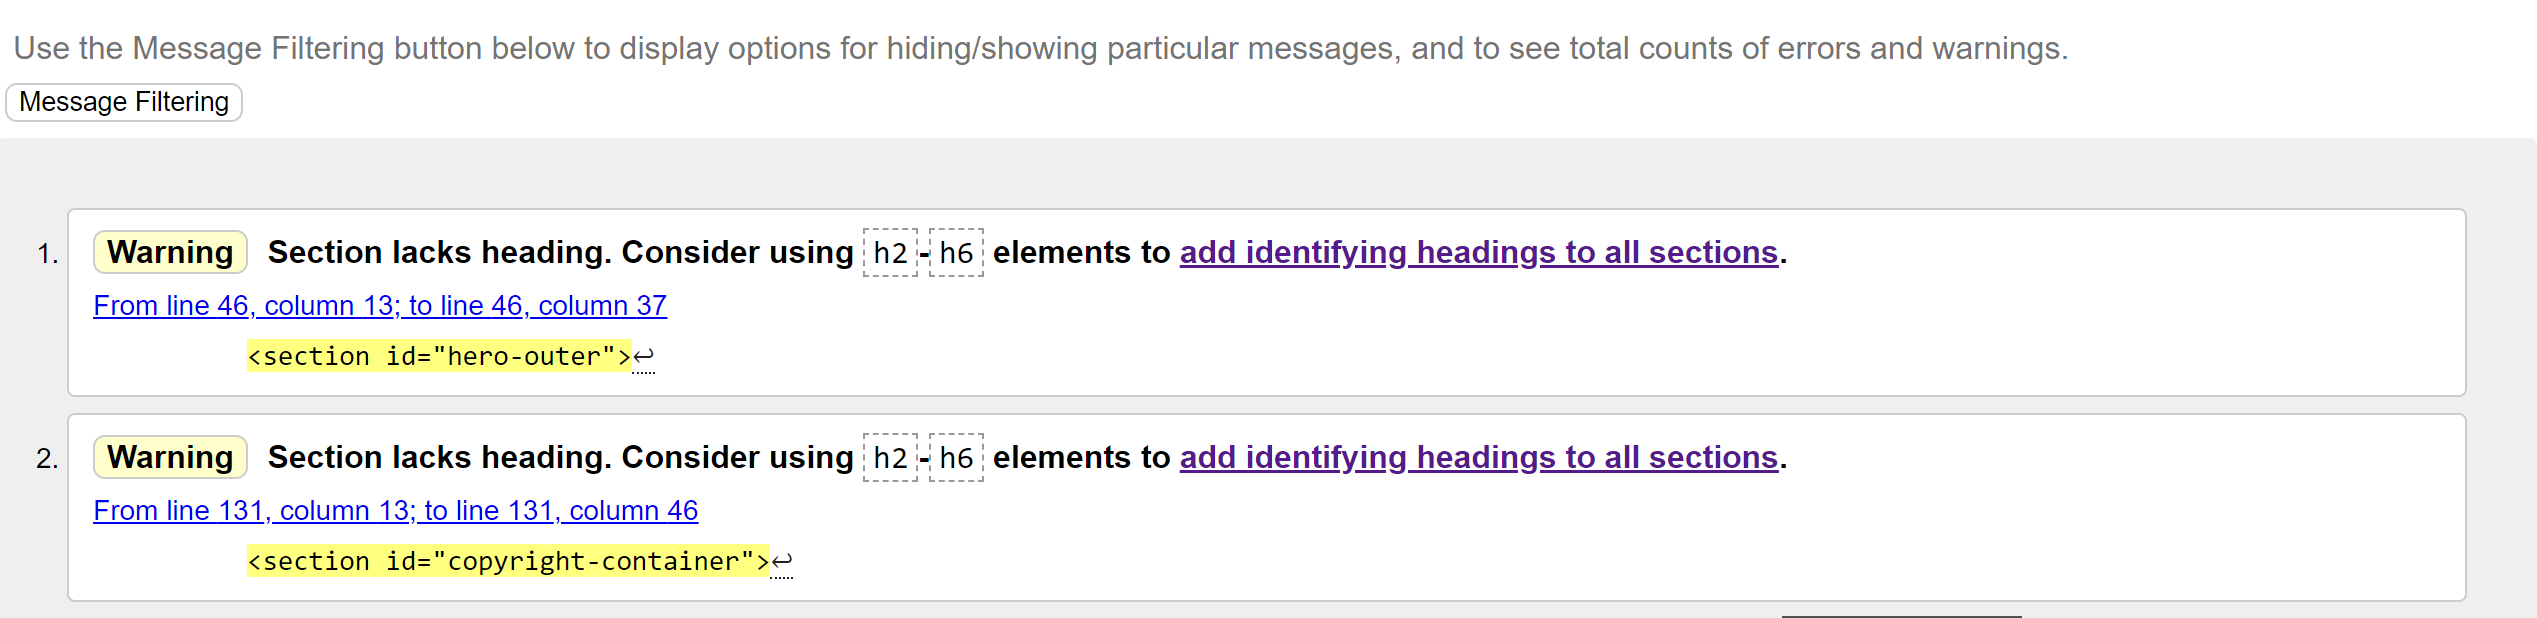 Use the Message Filtering button below to display options for hiding/showing particular messages, and to see total counts of errors and warnings.
Message Filtering
1. Warning Section lacks heading. Consider using h2-h6 elements to add identifying headings to all sections.
From line 46, column 13; to line 46, column 37
<section id="hero-outer">↩
2. Warning Section lacks heading. Consider using h2-h6 elements to add identifying headings to all sections.
From line 131, column 13; to line 131, column 46
<section id="copyright-container">↩